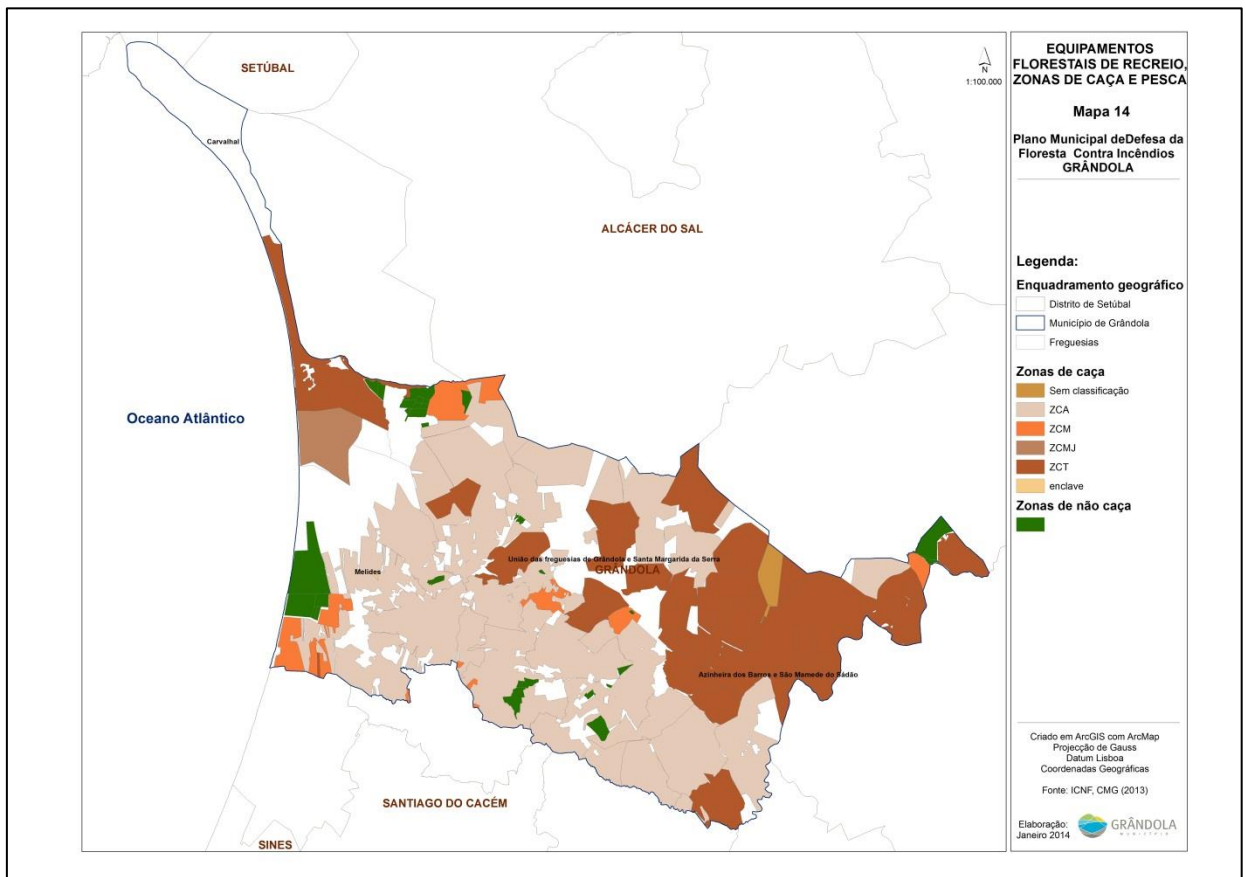 SETÚBAL
N
1:100.000
Carvalhal
ALCÁCER DO SAL
Oceano Atlântico
União das freguesias de Grândola e Santa Margarida da Serra
GRÂNDOLA
Melides
Azinheira dos Barros e São Mamede do Sádão
SANTIAGO DO CACÉM
SINES
EQUIPAMENTOS
FLORESTAIS DE RECREIO,
ZONAS DE CAÇA E PESCA
Mapa 14
Plano Municipal deDefesa da
Floresta Contra Incêndios
GRÂNDOLA
Legenda:
Enquadramento geográfico
Distrito de Setúbal
Município de Grândola
Freguesias
Zonas de caça
Sem classificação
ZCA
ZCM
ZCMJ
ZCT
enclave
Zonas de não caça
Criado em ArcGIS com ArcMap
Projecção de Gauss
Datum Lisboa
Coordenadas Geográficas
Fonte: ICNF, CMG (2013)
Elaboração:
Janeiro 2014
GRÂNDOLA
MUNICÍPIO